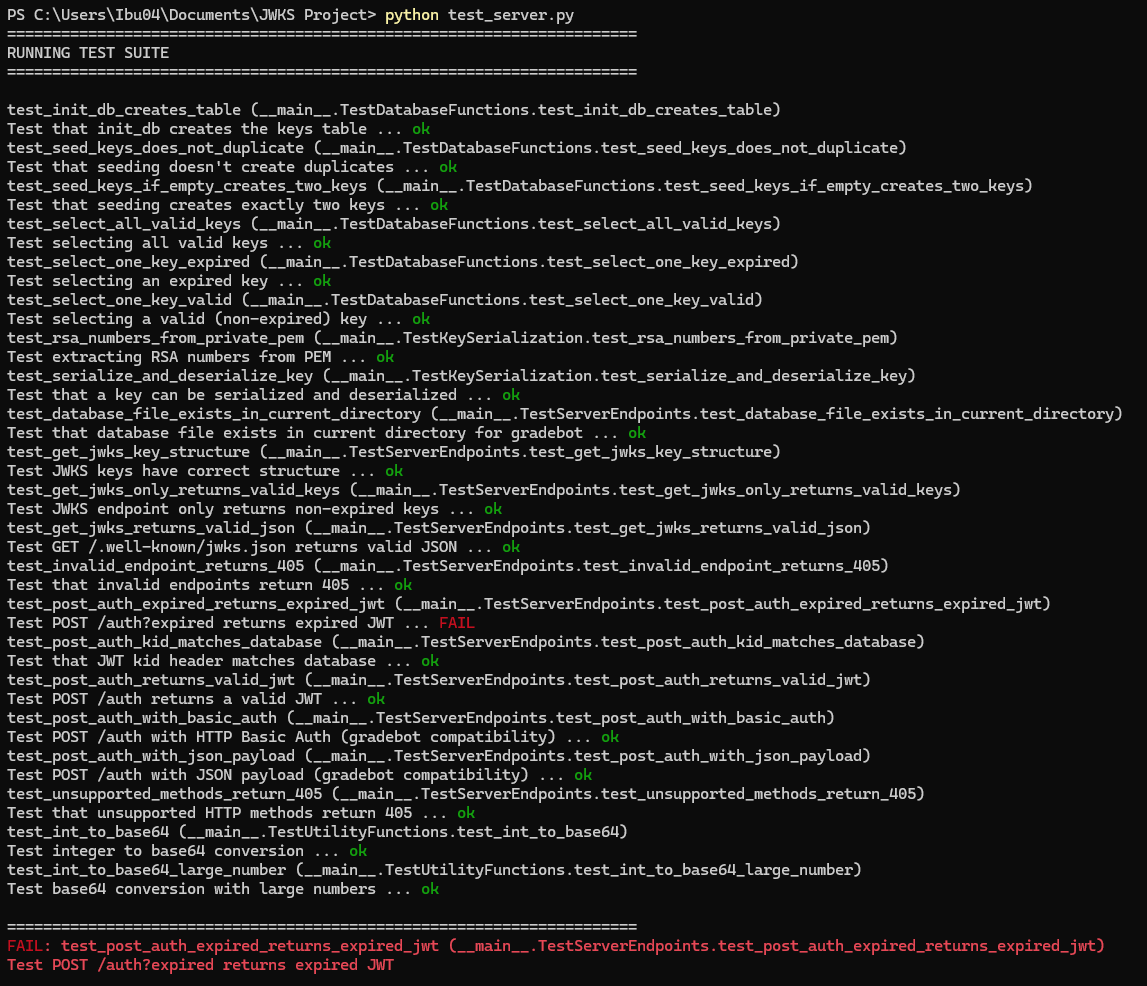 PS C:\Users\Ibu04\Documents\JWKS Project> python test_server.py
======================================================================
RUNNING TEST SUITE
======================================================================
test_init_db_creates_table (__main__.TestDatabaseFunctions.test_init_db_creates_table)
Test that init_db creates the keys table ... ok
test_seed_keys_does_not_duplicate (__main__.TestDatabaseFunctions.test_seed_keys_does_not_duplicate)
Test that seeding doesn't create duplicates ... ok
test_seed_keys_if_empty_creates_two_keys (__main__.TestDatabaseFunctions.test_seed_keys_if_empty_creates_two_keys)
Test that seeding creates exactly two keys ... ok
test_select_all_valid_keys (__main__.TestDatabaseFunctions.test_select_all_valid_keys)
Test selecting all valid keys ... ok
test_select_one_key_expired (__main__.TestDatabaseFunctions.test_select_one_key_expired)
Test selecting an expired key ... ok
test_select_one_key_valid (__main__.TestDatabaseFunctions.test_select_one_key_valid)
Test selecting a valid (non-expired) key ... ok
test_rsa_numbers_from_private_pem (__main__.TestKeySerialization.test_rsa_numbers_from_private_pem)
Test extracting RSA numbers from PEM ... ok
test_serialize_and_deserialize_key (__main__.TestKeySerialization.test_serialize_and_deserialize_key)
Test that a key can be serialized and deserialized ... ok
test_database_file_exists_in_current_directory (__main__.TestServerEndpoints.test_database_file_exists_in_current_directory)
Test that database file exists in current directory for gradebot ... ok
test_get_jwks_key_structure (__main__.TestServerEndpoints.test_get_jwks_key_structure)
Test JWKS keys have correct structure ... ok
test_get_jwks_only_returns_valid_keys (__main__.TestServerEndpoints.test_get_jwks_only_returns_valid_keys)
Test JWKS endpoint only returns non-expired keys ... ok
test_get_jwks_returns_valid_json (__main__.TestServerEndpoints.test_get_jwks_returns_valid_json)
Test GET /.well-known/jwks.json returns valid JSON ... ok
test_invalid_endpoint_returns_405 (__main__.TestServerEndpoints.test_invalid_endpoint_returns_405)
Test that invalid endpoints return 405 ... ok
test_post_auth_expired_returns_expired_jwt (__main__.TestServerEndpoints.test_post_auth_expired_returns_expired_jwt)
Test POST /auth?expired returns expired JWT ... FAIL
test_post_auth_kid_matches_database (__main__.TestServerEndpoints.test_post_auth_kid_matches_database)
Test that JWT kid header matches database ... ok
test_post_auth_returns_valid_jwt (__main__.TestServerEndpoints.test_post_auth_returns_valid_jwt)
Test POST /auth returns a valid JWT ... ok
test_post_auth_with_basic_auth (__main__.TestServerEndpoints.test_post_auth_with_basic_auth)
Test POST /auth with HTTP Basic Auth (gradebot compatibility) ... ok
test_post_auth_with_json_payload (__main__.TestServerEndpoints.test_post_auth_with_json_payload)
Test POST /auth with JSON payload (gradebot compatibility) ... ok
test_unsupported_methods_return_405 (__main__.TestServerEndpoints.test_unsupported_methods_return_405)
Test that unsupported HTTP methods return 405 ... ok
test_int_to_base64 (__main__.TestUtilityFunctions.test_int_to_base64)
Test integer to base64 conversion ... ok
test_int_to_base64_large_number (__main__.TestUtilityFunctions.test_int_to_base64_large_number)
Test base64 conversion with large numbers ... ok
======================================================================
FAIL: test_post_auth_expired_returns_expired_jwt (__main__.TestServerEndpoints.test_post_auth_expired_returns_expired_jwt)
Test POST /auth?expired returns expired JWT